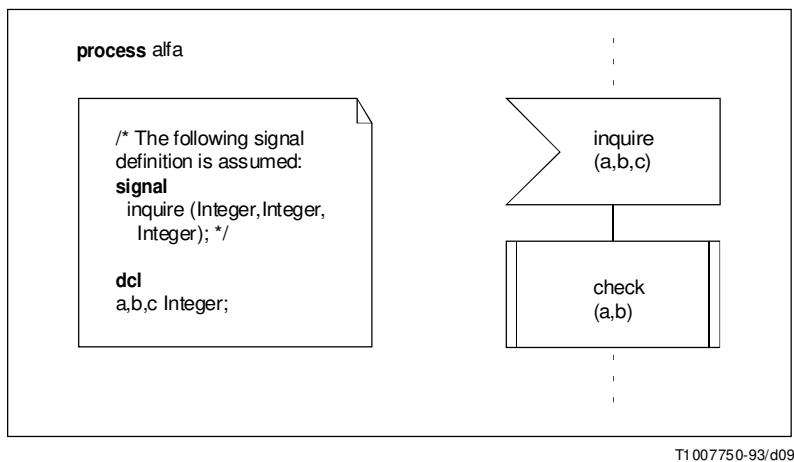 process alfa
/* The following signal
definition is assumed:
signal
inquire (Integer,Integer,
Integer); */
dcl
a,b,c Integer;
inquire
(a,b,c)
check
(a,b)
T1007750-93/d09